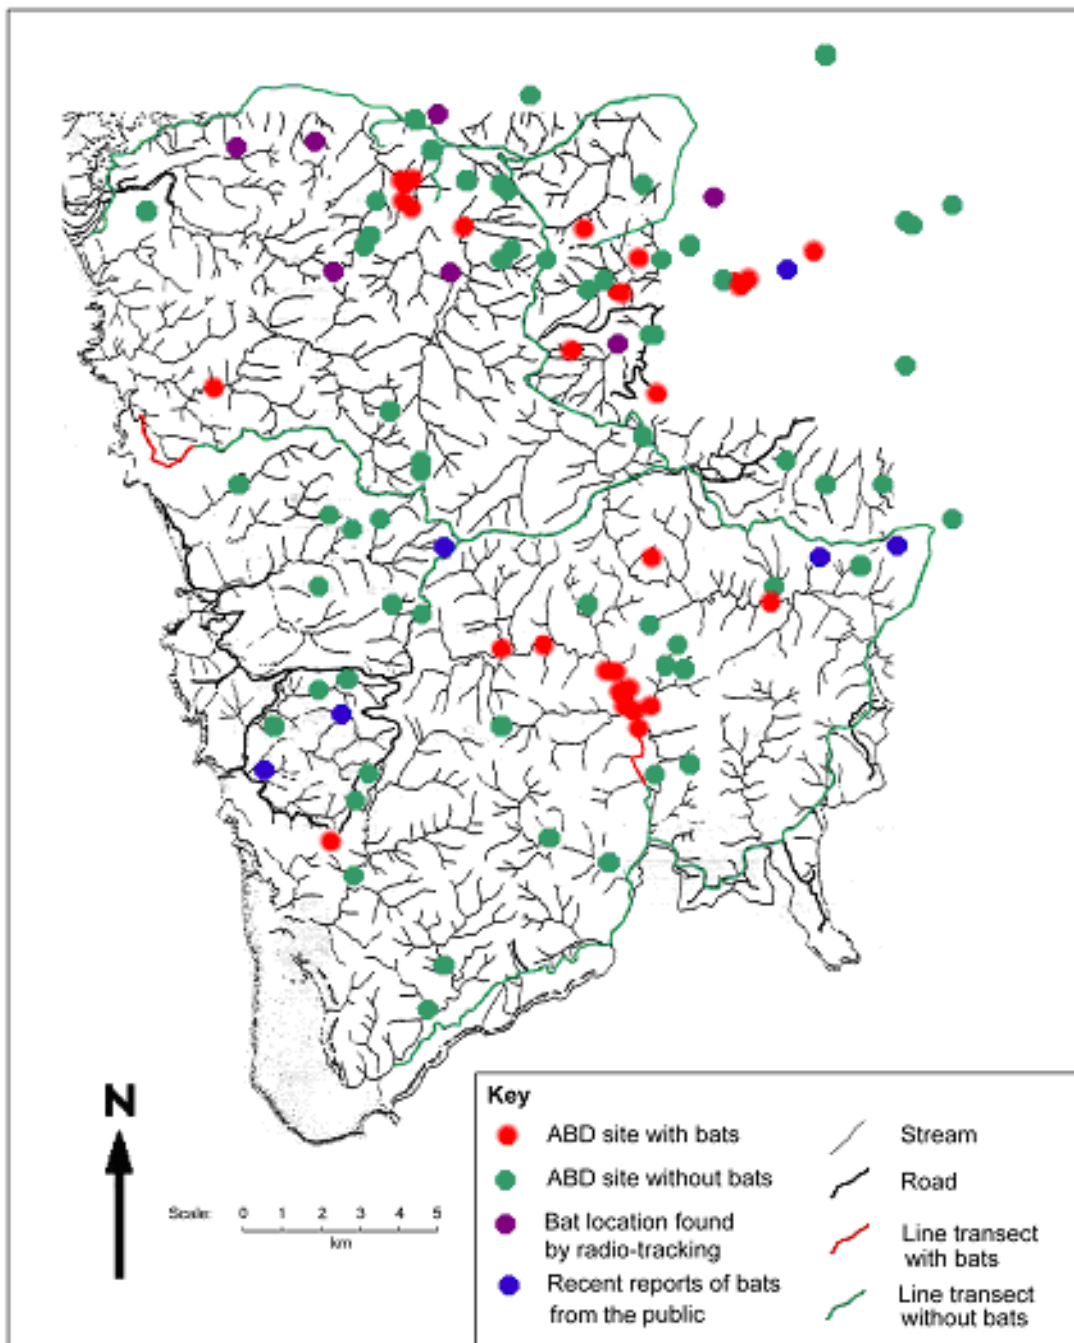 N
Scale: 0 1 2 3 4 5
km
Key
ABD site with bats
ABD site without bats
Bat location found
by radio-tracking
Recent reports of bats
from the public
Stream
Road
Line transect
with bats
Line transect
without bats